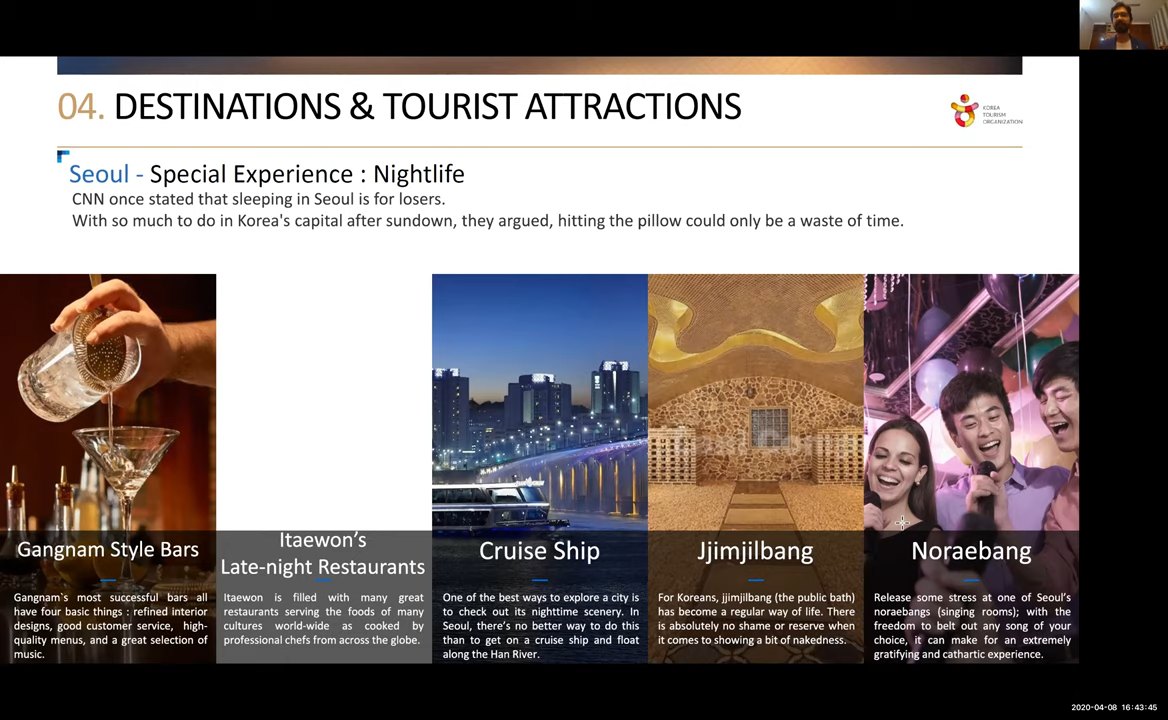 04. DESTINATIONS & TOURIST ATTRACTIONS
KOREA
TOURISM
ORGANIZATION
Seoul - Special Experience : Nightlife
CNN once stated that sleeping in Seoul is for losers.
With so much to do in Korea's capital after sundown, they argued, hitting the pillow could only be a waste of time.
Gangnam Style Bars
Gangnam`s most successful bars all
have four basic things : refined interior
designs, good customer service, high-
quality menus, and a great selection of
music.
Itaewon’s
Late-night Restaurants
Itaewon is filled with many great
restaurants serving the foods of many
cultures world-wide as cooked by
professional chefs from across the globe.
Cruise Ship
One of the best ways to explore a city is
to check out its nighttime scenery. In
Seoul, there’s no better way to do this
than to get on a cruise ship and float
along the Han River.
Jjimjilbang
For Koreans, jjimjilbang (the public bath)
has become a regular way of life. There
is absolutely no shame or reserve when
it comes to showing a bit of nakedness.
Noraebang
Release some stress at one of Seoul’s
noraebangs (singing rooms); with the
freedom to belt out any song of your
choice, it can make for an extremely
gratifying and cathartic experience.
2020-04-08 16:43:45